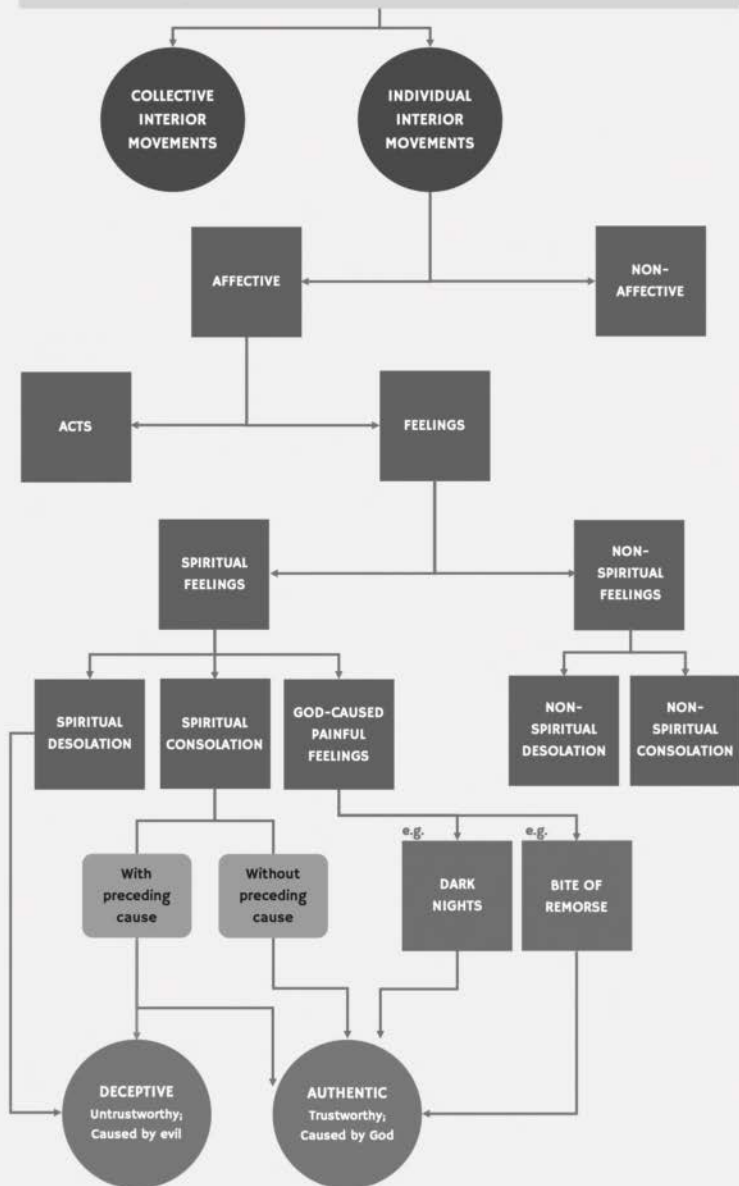 COLLECTIVE
INTERIOR
MOVEMENTS
INDIVIDUAL
INTERIOR
MOVEMENTS
AFFECTIVE
NON-
AFFECTIVE
ACTS
FEELINGS
SPIRITUAL
FEELINGS
NON-
SPIRITUAL
FEELINGS
SPIRITUAL
DESOLATION
SPIRITUAL
CONSOLATION
GOD-CAUSED
PAINFUL
FEELINGS
NON-
SPIRITUAL
DESOLATION
NON-
SPIRITUAL
CONSOLATION
With
preceding
cause
Without
preceding
cause
e.g.
DARK
NIGHTS
e.g.
BITE OF
REMORSE
DECEPTIVE
Untrustworthy;
Caused by evil
AUTHENTIC
Trustworthy;
Caused by God